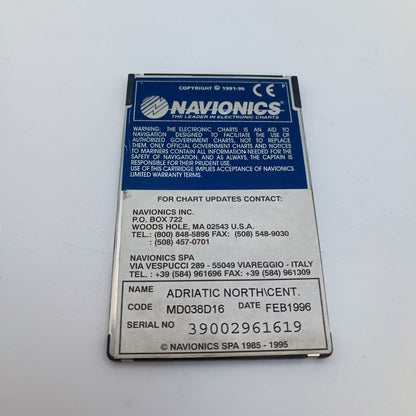 COPYRIGHT © 1991-96 CE P
NAVIONICS®
THE LEADER IN ELECTRONIC CHARTS
WARNING: THE ELECTRONIC CHARTS IS AN AID TO
NAVIGATION DESIGNED TO FACILITATE THE USE OF
AUTHORIZED GOVERNMENT CHARTS, NOT TO REPLACE
THEM. ONLY OFFICIAL GOVERNMENT CHARTS AND NOTICES
TO MARINERS CONTAIN ALL INFORMATION NEEDED FOR THE
SAFETY OF NAVIGATION, AND AS ALWAYS, THE CAPTAIN IS
RESPONSIBLE FOR THEIR PRUDENT USE.
USE OF THIS CARTRIDGE IMPLIES ACCEPTANCE OF NAVIONICS
LIMITED WARRANTY TERMS.
FOR CHART UPDATES CONTACT:
NAVIONICS INC.
P.O. BOX 722
WOODS HOLE, MA 02543 U.S.A.
TEL.: (800) 848-5896 FAX: (508) 548-9030
: (508) 457-0701
NAVIONICS SPA
VIA VESPUCCI 289 - 55049 VIAREGGIO - ITALY
TEL.: +39 (584) 961696 FAX: +39 (584) 961309
NAME ADRIATIC NORTH\CENT.
CODE MD038D16 DATE FEB1996
SERIAL NO 39002961619
© NAVIONICS SPA 1985 - 1995